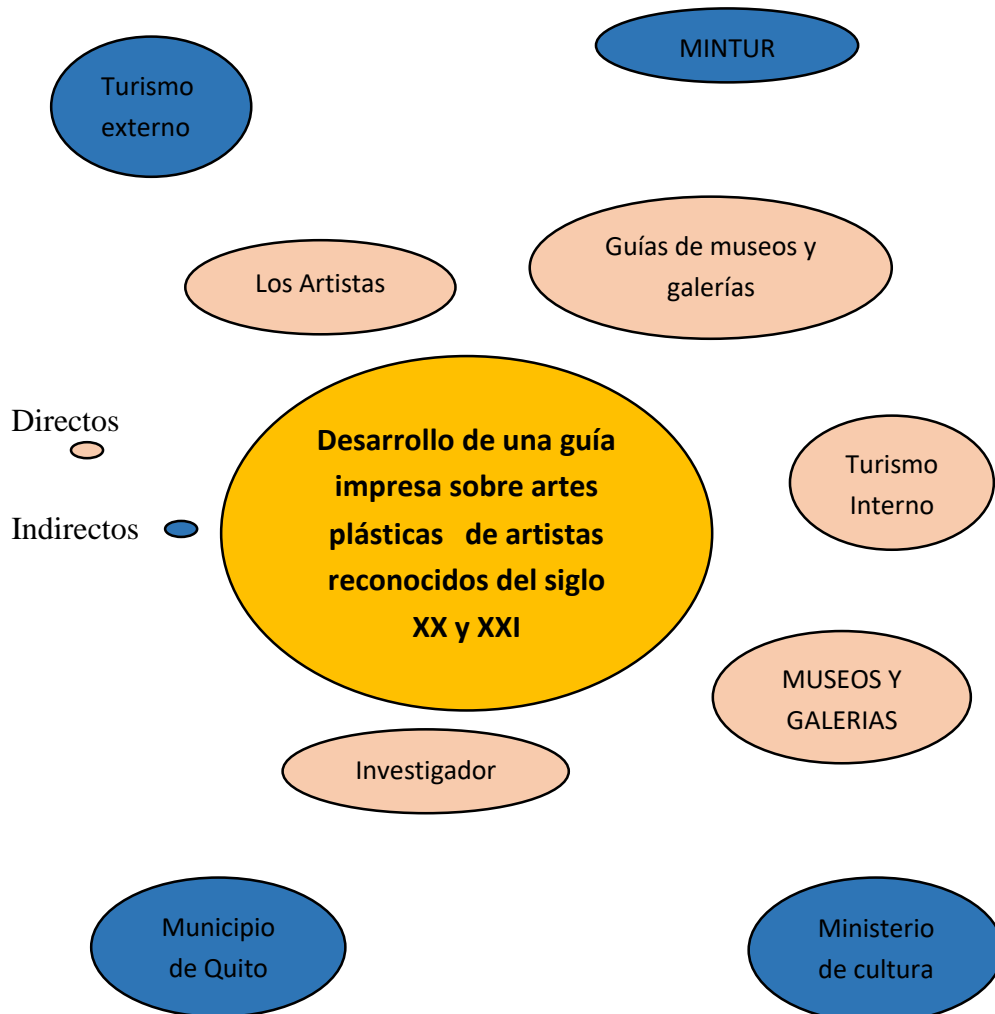 MINTUR
Turismo
externo
Guías de museos y
galerías
Los Artistas
Directos
Indirectos
Desarrollo de una guía
impresa sobre artes
plásticas de artistas
reconocidos del siglo
XX y XXI
Turismo
Interno
MUSEOS Y
GALERIAS
Investigador
Municipio
de Quito
Ministerio
de cultura